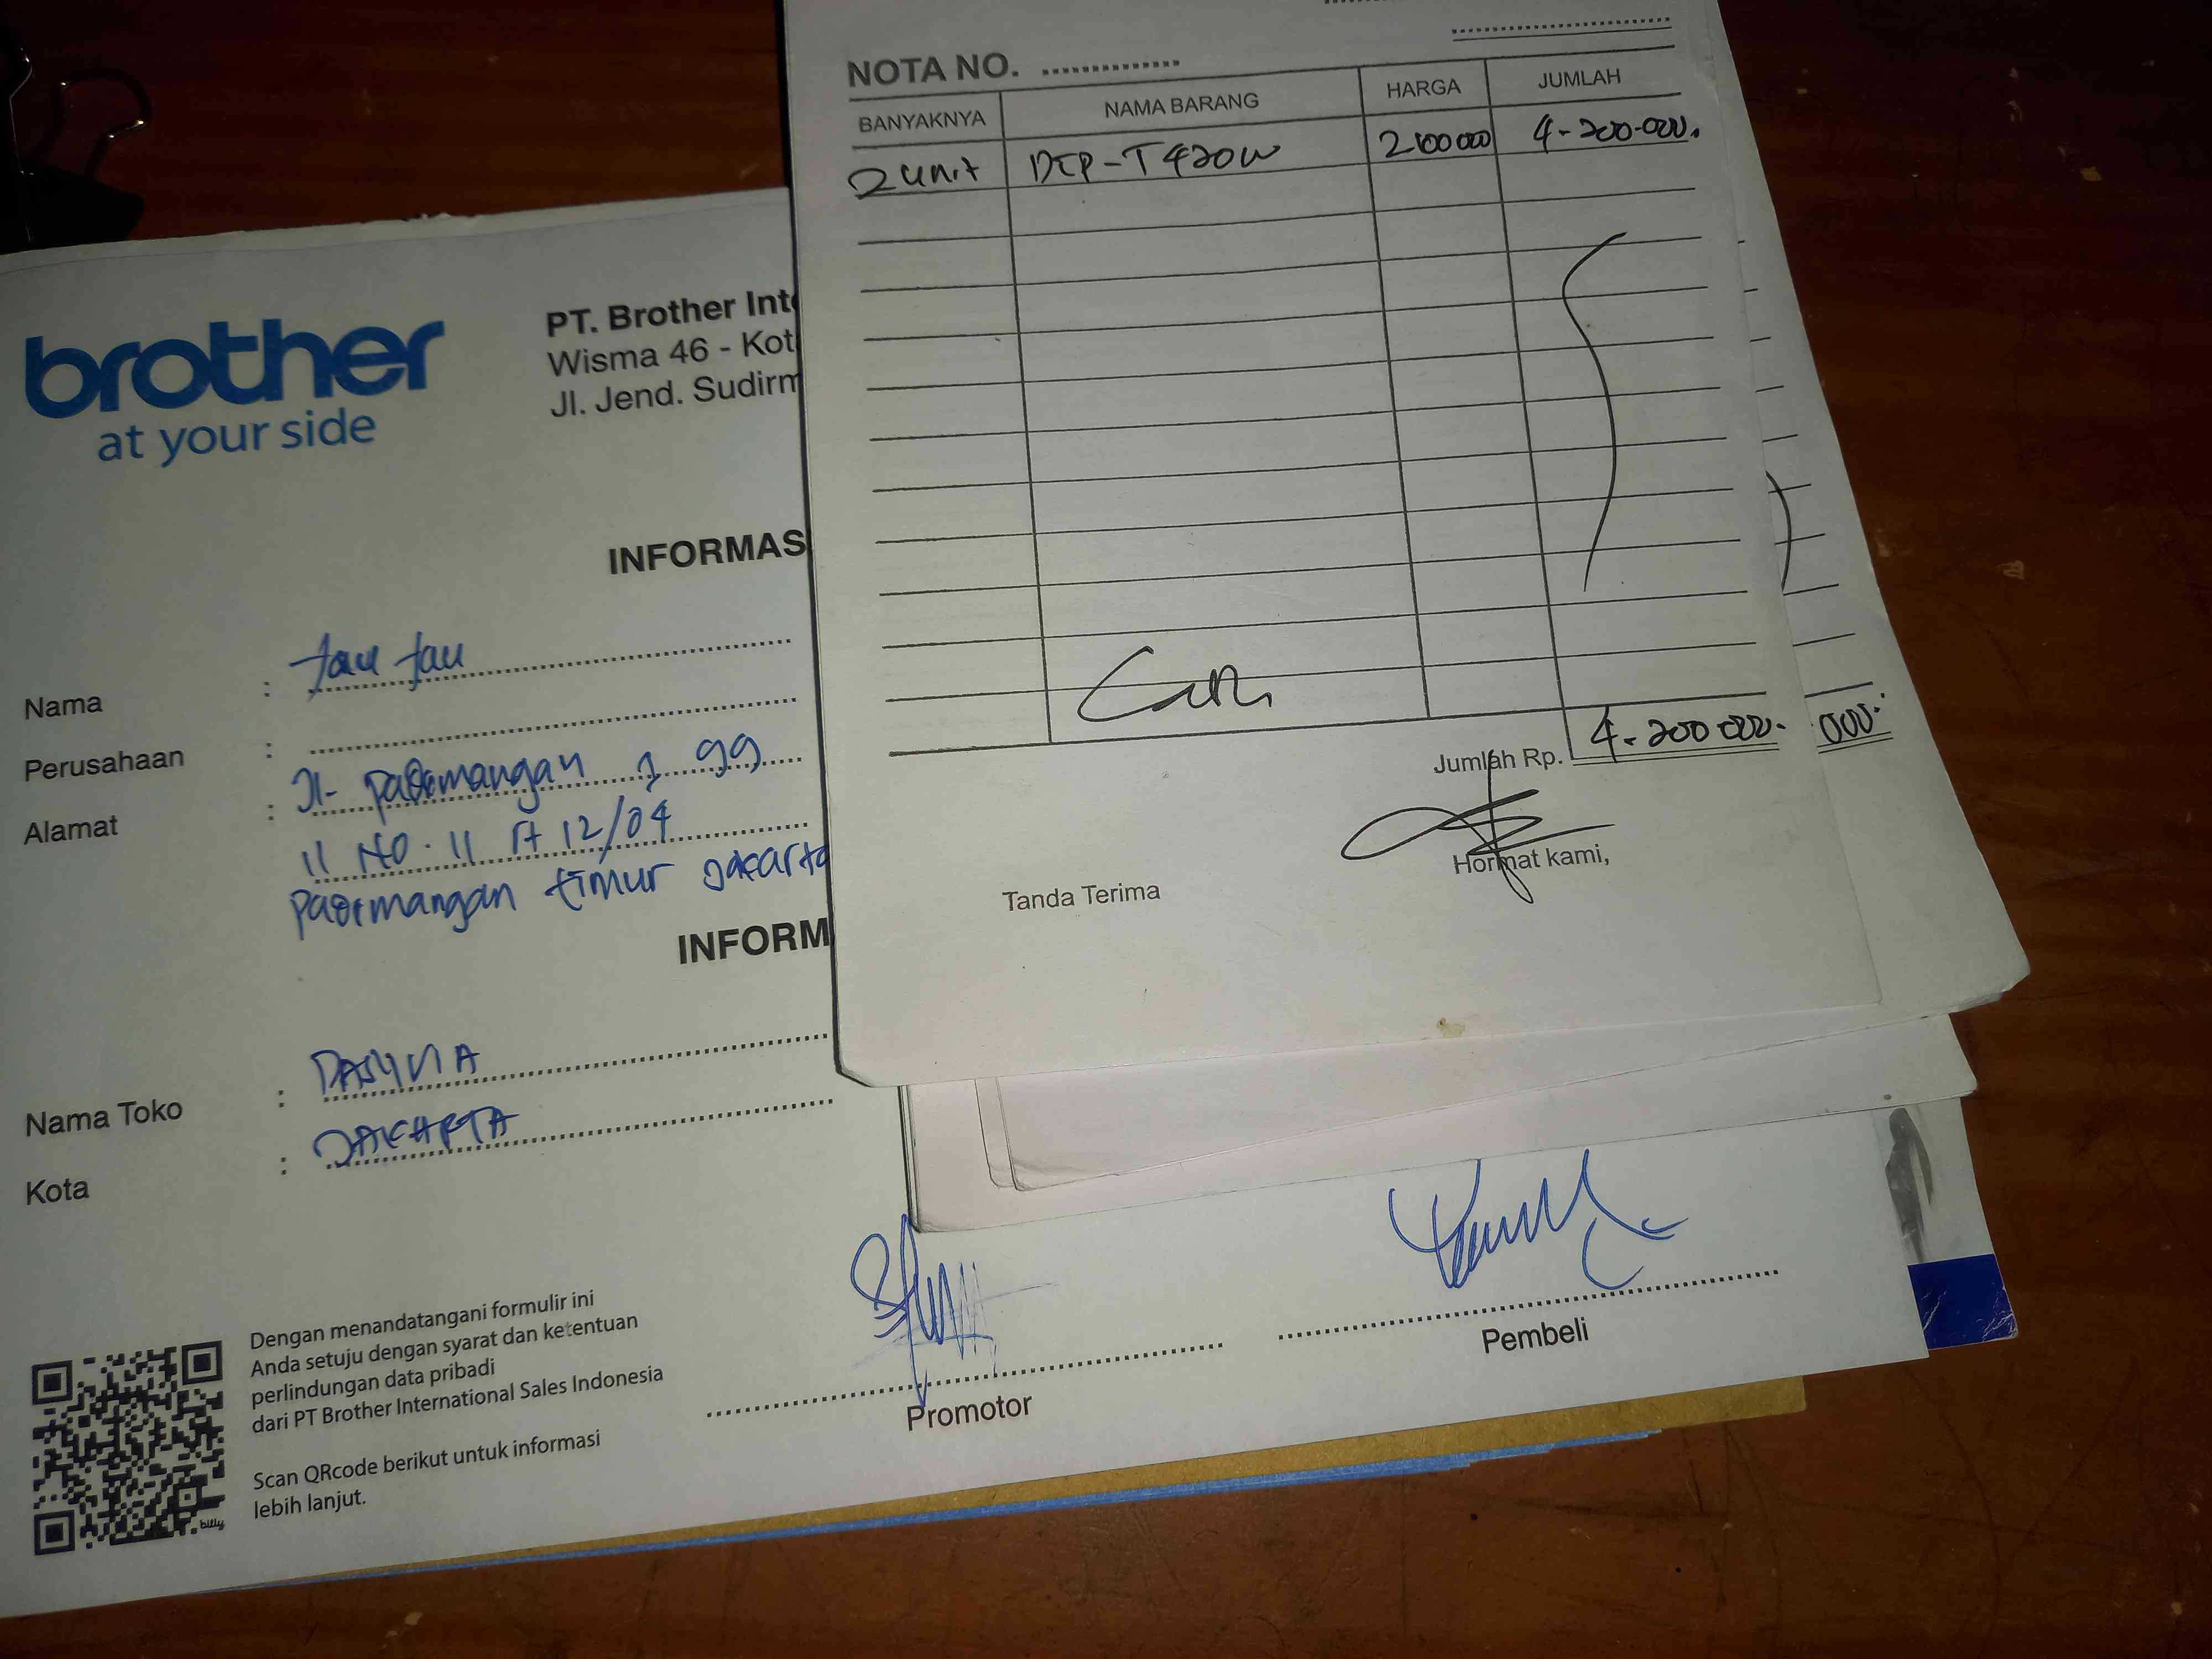 NOTA NO. ..............
BANYAKNYA NAMA BARANG HARGA JUMLAH
2 unit DCP-T420W 2100000 4-200-000.
Jumlah Rp. 4-200 000.- 000.-
Tanda Terima Hormat kami,
brother
at your side
PT. Brother Int
Wisma 46 - Kot
Jl. Jend. Sudirm
INFORMAS
Nama :
Perusahaan :
Alamat : Jl. Pademangan 2 gg
11 NO. 11 12/04
Pademangan timur Jakarta
INFORM
Nama Toko :
Kota : JAKARTA
Dengan menandatangani formulir ini
Anda setuju dengan syarat dan ketentuan
perlindungan data pribadi
dari PT Brother International Sales Indonesia
Scan QRcode berikut untuk informasi
lebih lanjut.
billy
Promotor
Pembeli